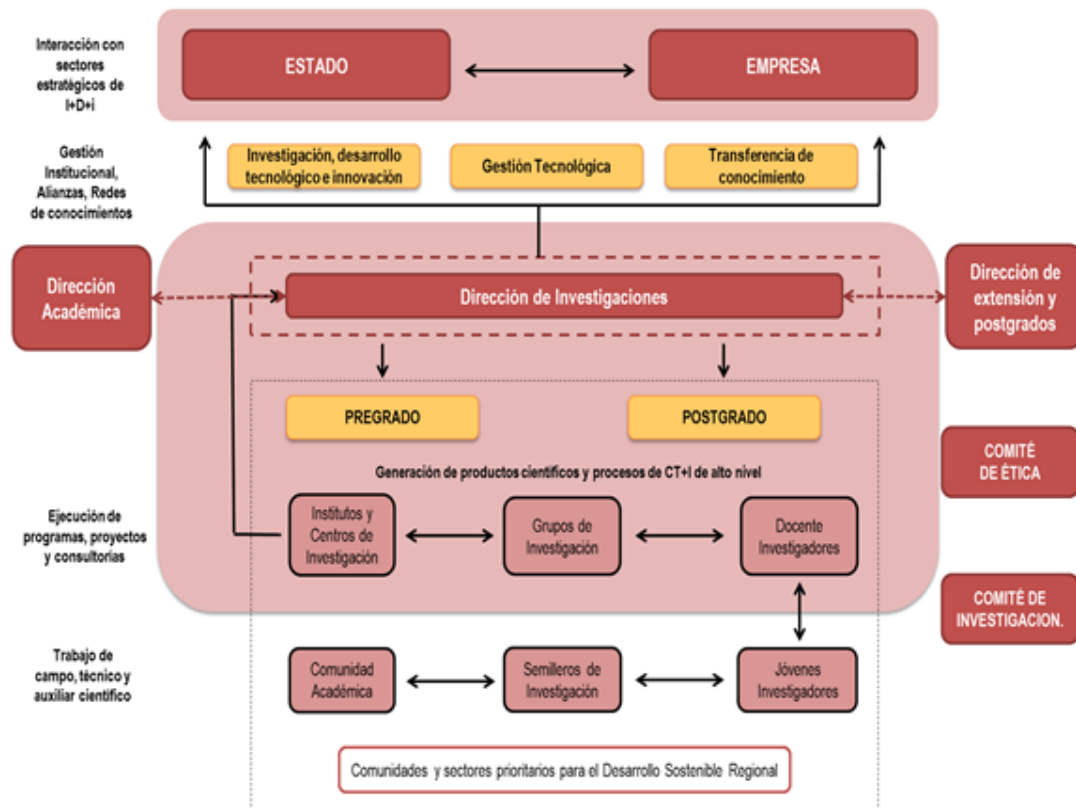 Interacción con
sectores
estratégicos de
I+D+i
ESTADO
EMPRESA
Gestión
Institucional,
Alianzas, Redes
de conocimientos
Investigación, desarrollo
tecnológico e innovación
Gestión Tecnológica
Transferencia de
conocimiento
Dirección
Académica
Dirección de Investigaciones
Dirección de
extensión y
postgrados
PREGRADO
POSTGRADO
Generación de productos científicos y procesos de CT+I de alto nivel
COMITÉ
DE ÉTICA
Ejecución de
programas, proyectos
y consultorías
Institutos y
Centros de
Investigación
Grupos de
Investigación
Docente
Investigadores
COMITÉ DE
INVESTIGACION.
Trabajo de
campo, técnico y
auxiliar científico
Comunidad
Académica
Semilleros de
Investigación
Jóvenes
Investigadores
Comunidades y sectores prioritarios para el Desarrollo Sostenible Regional